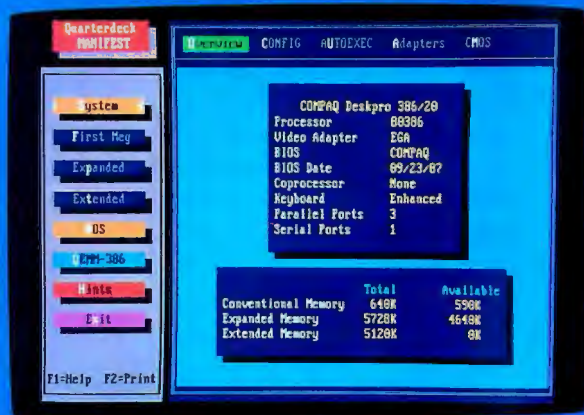 Quarterdeck
MANIFEST
Overview CONFIG AUTOEXEC Adapters CMOS
System
First Meg
Expanded
Extended
DOS
QEMM-386
Hints
Exit
F1=Help F2=Print
COMPAQ Deskpro 386/20
Processor 80386
Video Adapter EGA
BIOS COMPAQ
BIOS Date 09/23/87
Coprocessor None
Keyboard Enhanced
Parallel Ports 3
Serial Ports 1
Total Available
Conventional Memory 640K 590K
Expanded Memory 5728K 4640K
Extended Memory 5120K 0K